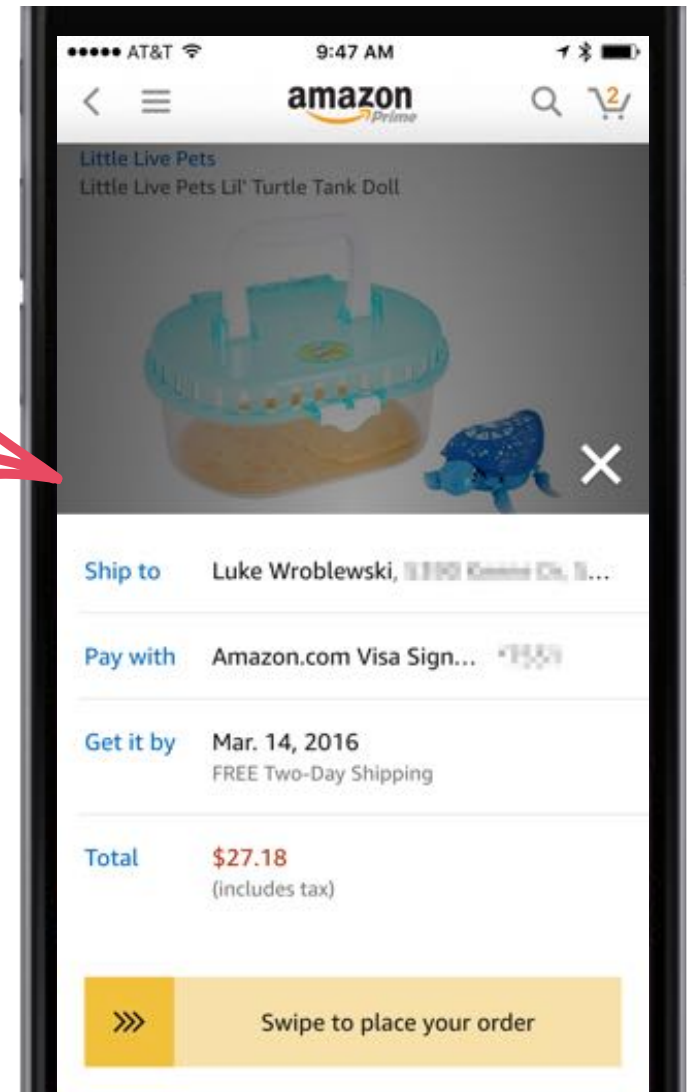 AT&T 9:47 AM
amazon
Prime
2
Little Live Pets
Little Live Pets Lil' Turtle Tank Doll
Ship to Luke Wroblewski, ...
Pay with Amazon.com Visa Sign...
Get it by Mar. 14, 2016
FREE Two-Day Shipping
Total $27.18
(includes tax)
Swipe to place your order